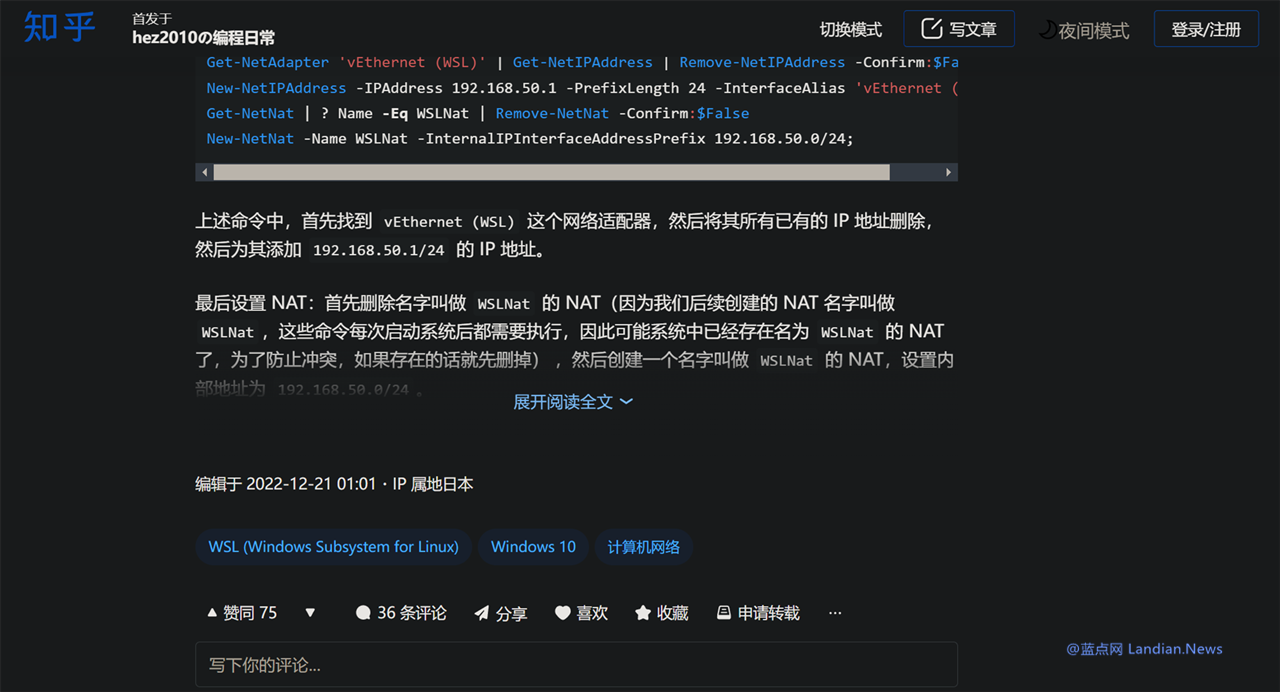 知乎
首发于
hez2010の编程日常
切换模式
写文章
夜间模式
登录/注册
Get-NetAdapter 'vEthernet (WSL)' | Get-NetIPAddress | Remove-NetIPAddress -Confirm:$Fa
New-NetIPAddress -IPAddress 192.168.50.1 -PrefixLength 24 -InterfaceAlias 'vEthernet (
Get-NetNat | ? Name -Eq WSLNat | Remove-NetNat -Confirm:$False
New-NetNat -Name WSLNat -InternalIPInterfaceAddressPrefix 192.168.50.0/24;
上述命令中，首先找到 vEthernet (WSL) 这个网络适配器，然后将其所有已有的 IP 地址删除，
然后为其添加 192.168.50.1/24 的 IP 地址。
最后设置 NAT：首先删除名字叫做 WSLNat 的 NAT（因为我们后续创建的 NAT 名字叫做
WSLNat ，这些命令每次启动系统后都需要执行，因此可能系统中已经存在名为 WSLNat 的 NAT
了，为了防止冲突，如果存在的话就先删掉） ，然后创建一个名字叫做 WSLNat 的 NAT，设置内
部地址为 192.168.50.0/24 。
展开阅读全文
编辑于 2022-12-21 01:01・IP 属地日本
WSL (Windows Subsystem for Linux)
Windows 10
计算机网络
赞同 75
36 条评论
分享
喜欢
收藏
申请转载
···
写下你的评论...
@蓝点网 Landian.News